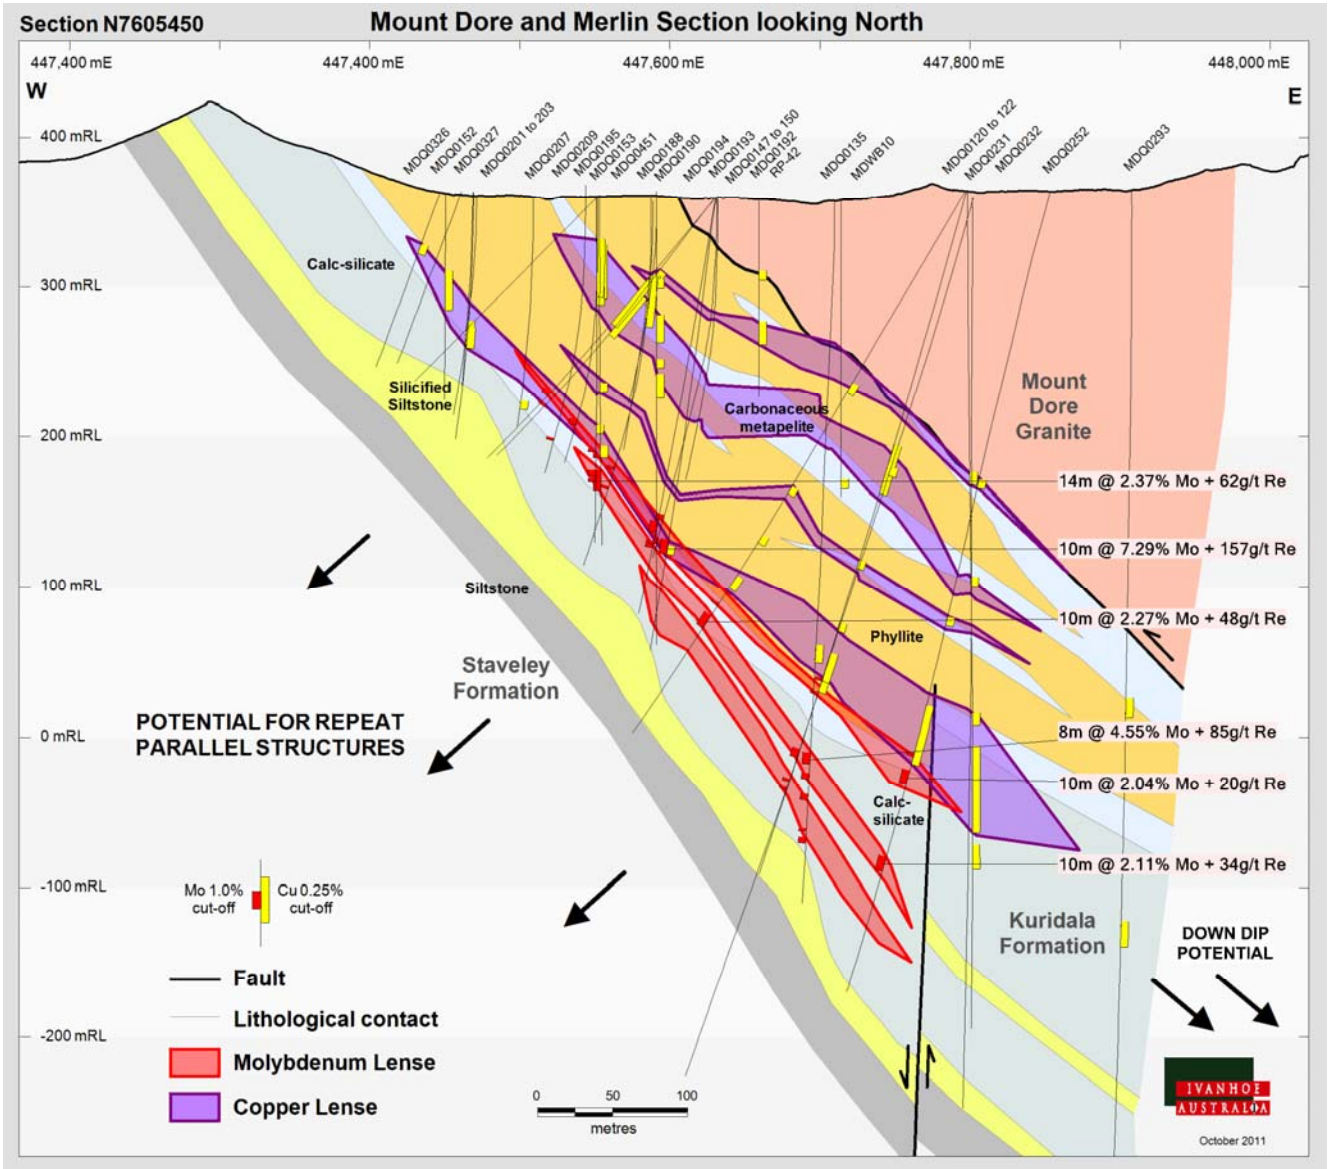 Section N7605450
Mount Dore and Merlin Section looking North
447,400 mE
447,400 mE
447,600 mE
447,800 mE
448,000 mE
W
E
400 mRL
300 mRL
200 mRL
100 mRL
0 mRL
-100 mRL
-200 mRL
MDQ0326
MDQ0152
MDQ0327
MDQ0201 to 203
MDQ0207
MDQ0209
MDQ0195
MDQ0153
MDQ0451
MDQ0188
MDQ0190
MDQ0194
MDQ0193
MDQ0147 to 150
MDQ0192
RP-42
MDQ0135
MDWB10
MDQ0120 to 122
MDQ0231
MDQ0232
MDQ0252
MDQ0293
Calc-silicate
Silicified
Siltstone
Carbonaceous
metapelite
Mount
Dore
Granite
14m @ 2.37% Mo + 62g/t Re
10m @ 7.29% Mo + 157g/t Re
Siltstone
10m @ 2.27% Mo + 48g/t Re
Phyllite
Staveley
Formation
POTENTIAL FOR REPEAT
PARALLEL STRUCTURES
8m @ 4.55% Mo + 85g/t Re
10m @ 2.04% Mo + 20g/t Re
Calc-
silicate
10m @ 2.11% Mo + 34g/t Re
Mo 1.0%
cut-off
Cu 0.25%
cut-off
Kuridala
Formation
DOWN DIP
POTENTIAL
Fault
Lithological contact
Molybdenum Lense
Copper Lense
0 50 100
metres
IVANHOE
AUSTRALIA
October 2011